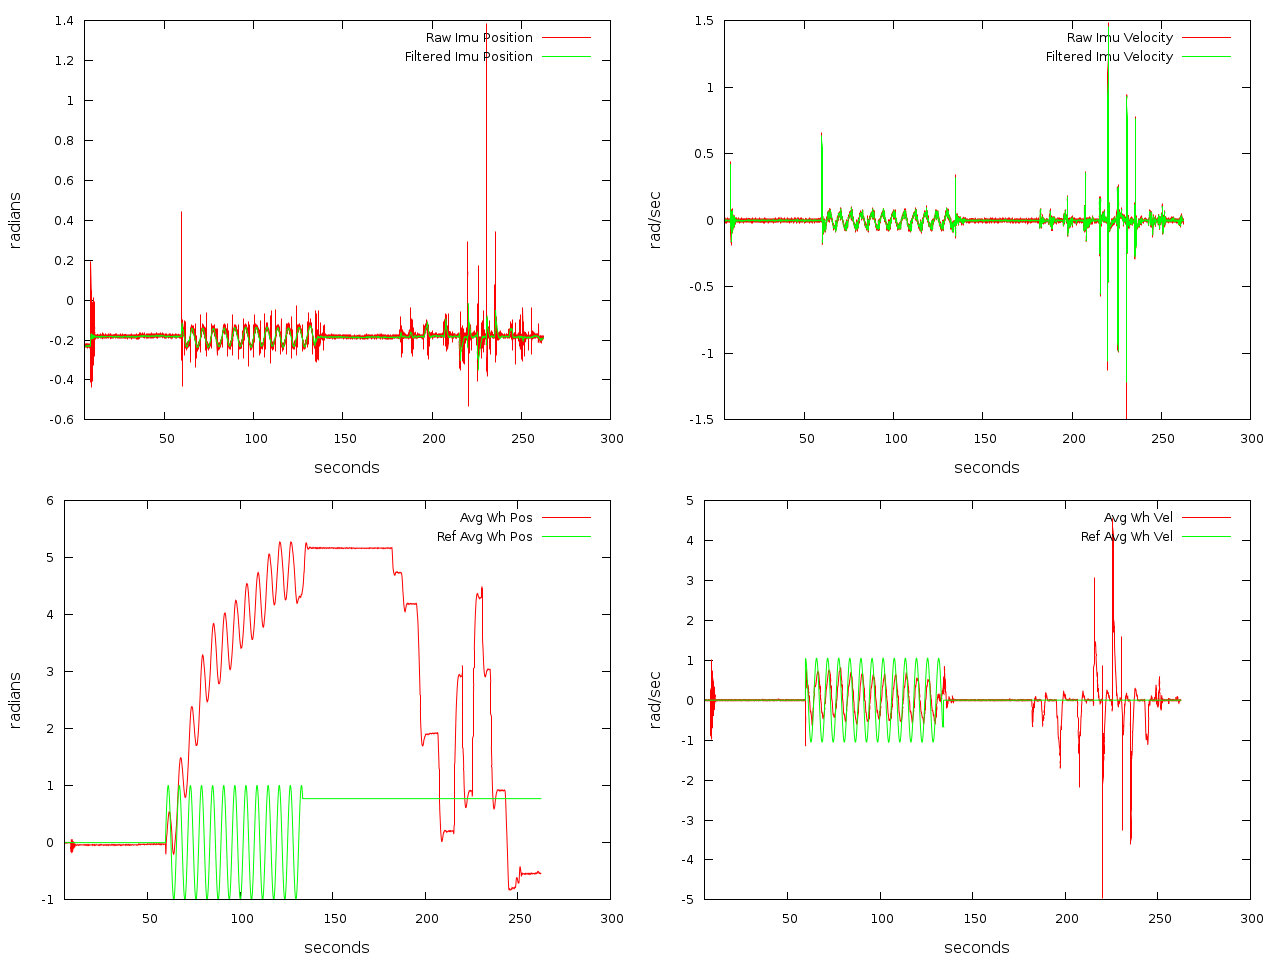 1.4
1.2
1
0.8
0.6
0.4
0.2
0
-0.2
-0.4
-0.6
radians
Raw Imu Position
Filtered Imu Position
50 100 150 200 250 300
seconds
1.5
1
0.5
0
-0.5
-1
-1.5
rad/sec
Raw Imu Velocity
Filtered Imu Velocity
50 100 150 200 250 300
seconds
6
5
4
3
2
1
0
-1
radians
Avg Wh Pos
Ref Avg Wh Pos
50 100 150 200 250 300
seconds
5
4
3
2
1
0
-1
-2
-3
-4
-5
rad/sec
Avg Wh Vel
Ref Avg Wh Vel
50 100 150 200 250 300
seconds